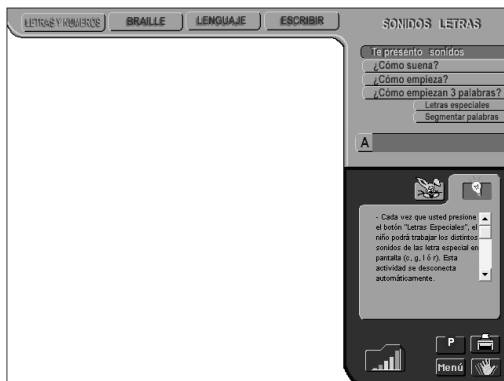 LETRAS Y NUMEROS BRAILLE LENGUAJE ESCRIBIR
SONIDOS LETRAS
Te presento sonidos
¿Cómo suena?
¿Cómo empieza?
¿Cómo empiezan 3 palabras?
Letras especiales
Segmentar palabras
A
- Cada vez que usted presione
el botón "Letras Especiales", el
niño podrá trabajar los distintos
sonidos de las letra especial en
pantalla (c, g, l ó r). Esta
actividad se desconecta
automáticamente.
P
Menú